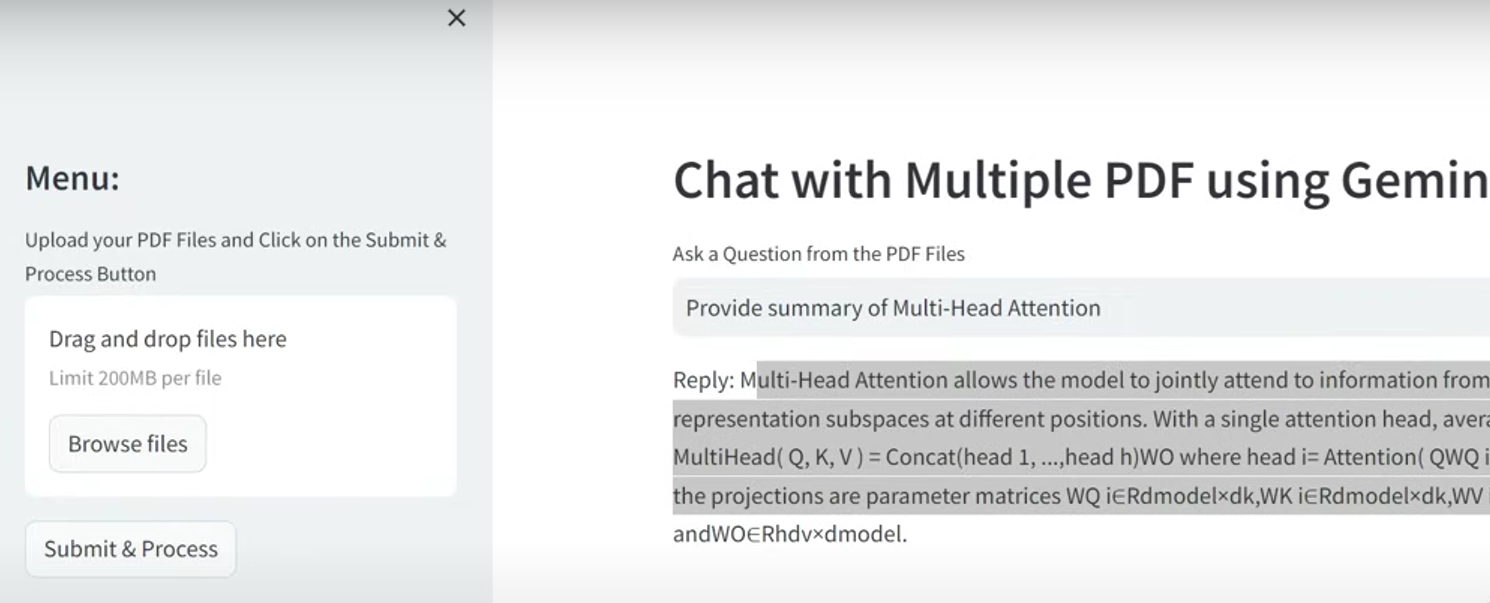 Menu:
Upload your PDF Files and Click on the Submit &
Process Button
Drag and drop files here
Limit 200MB per file
Browse files
Submit & Process
Chat with Multiple PDF using Gemin
Ask a Question from the PDF Files
Provide summary of Multi-Head Attention
Reply: Multi-Head Attention allows the model to jointly attend to information from
representation subspaces at different positions. With a single attention head, avera
MultiHead( Q, K, V ) = Concat(head 1, ...,head h)WO where head i= Attention( QWQ i
the projections are parameter matrices WQ i∈Rdmodel×dk,WK i∈Rdmodel×dk,WV
andWO∈Rhdv×dmodel.